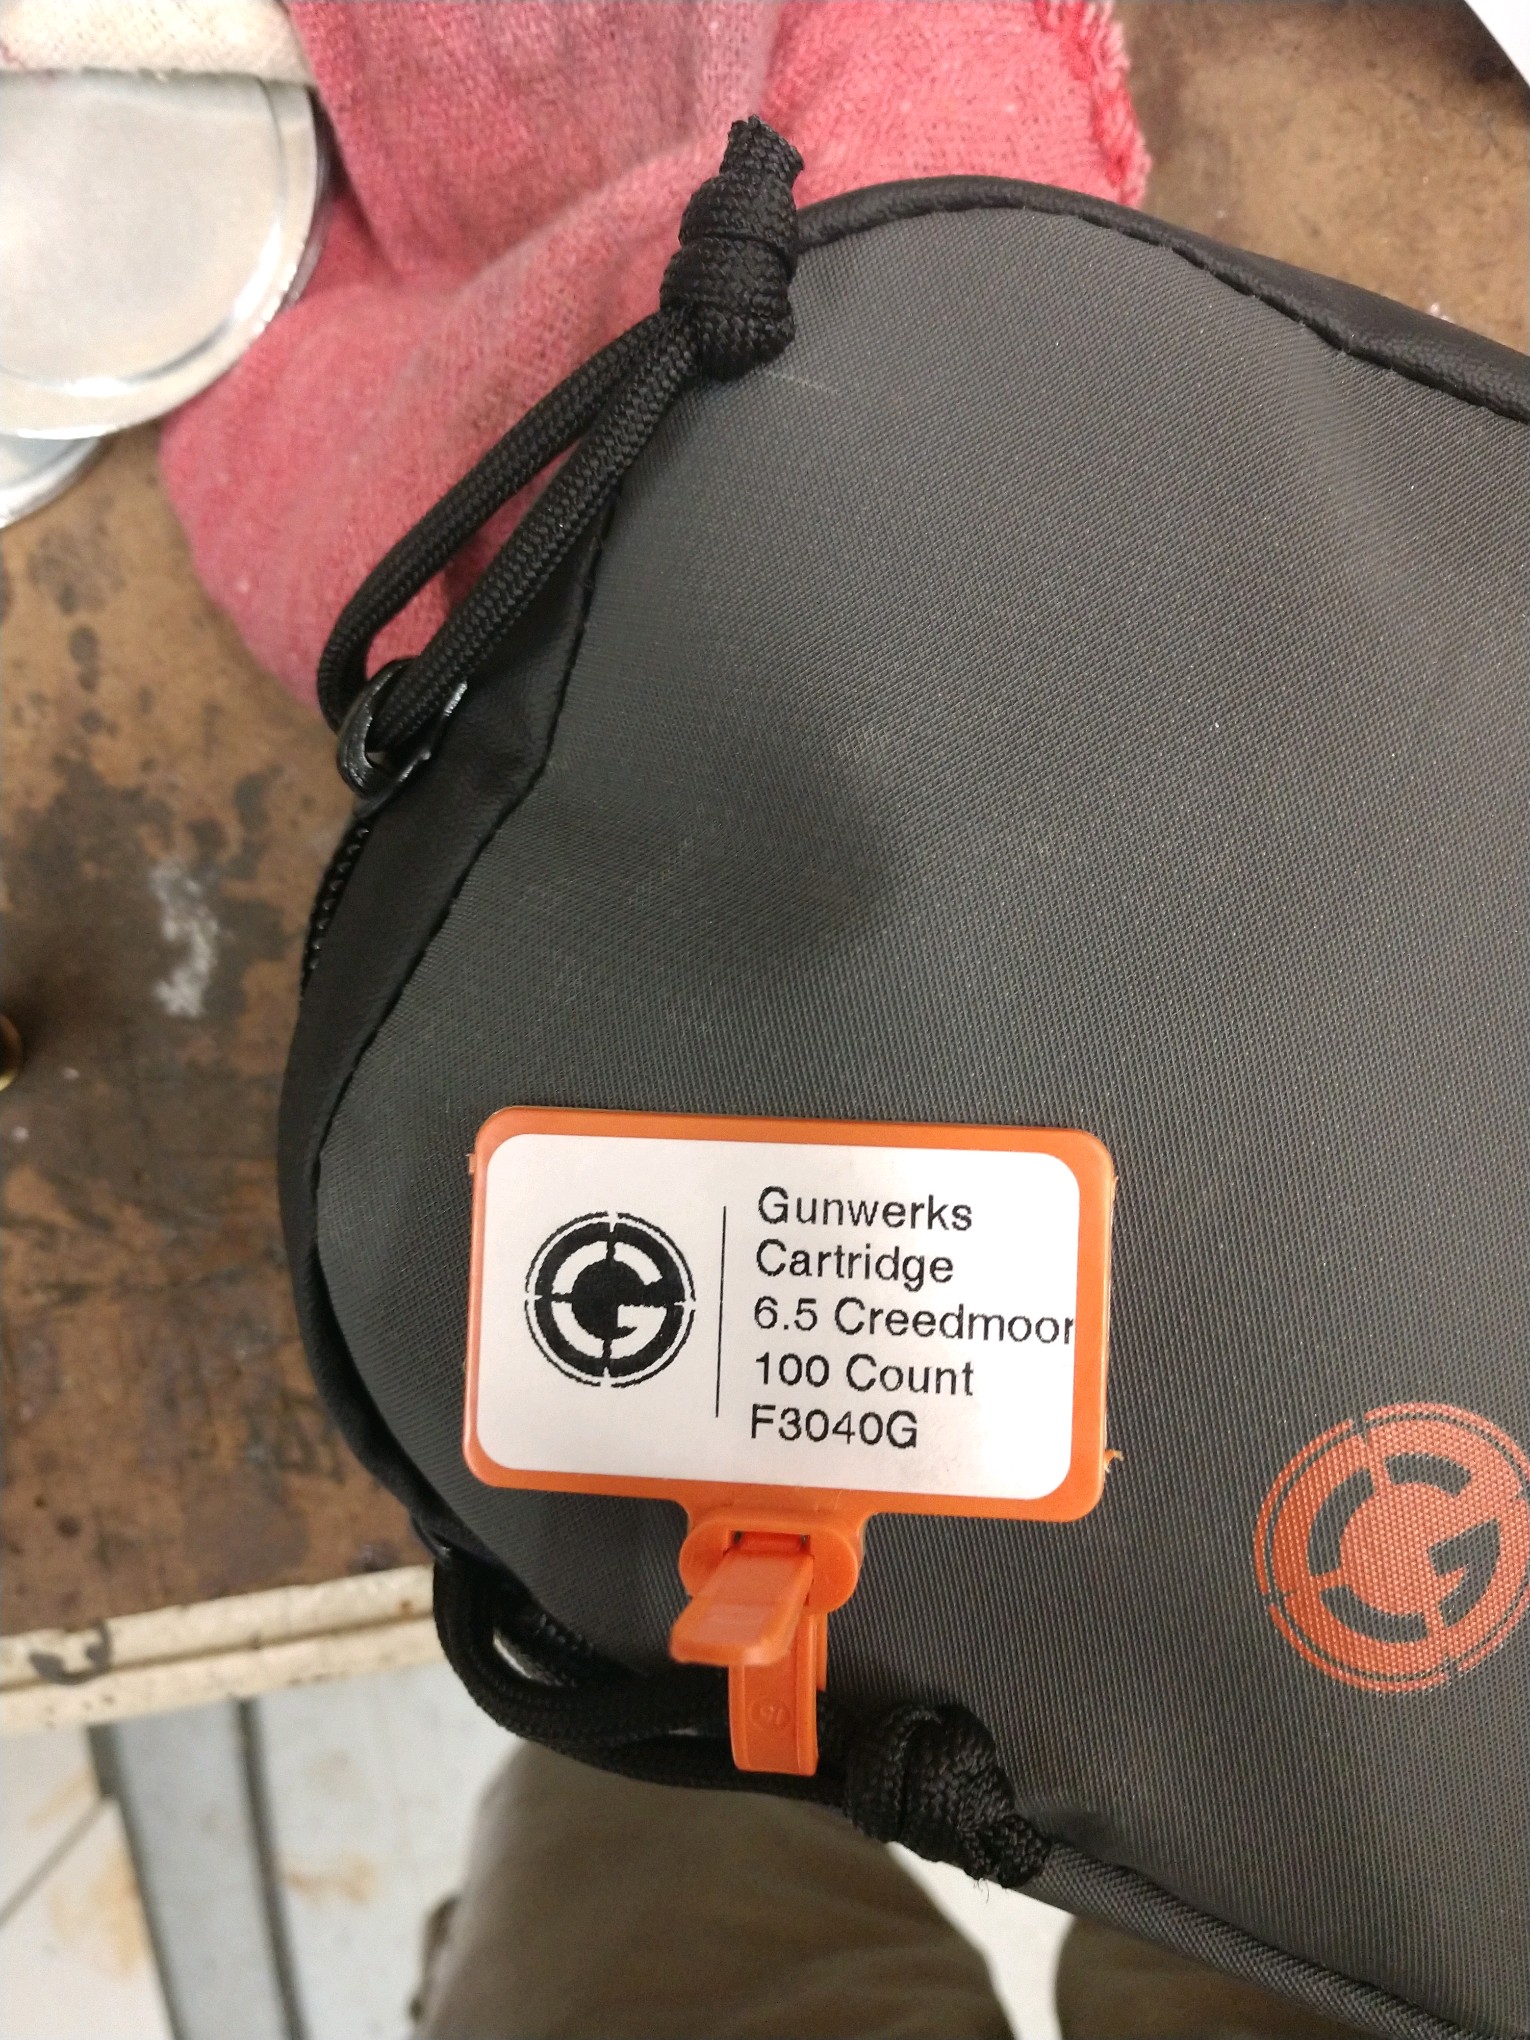 Gunwerks
Cartridge
6.5 Creedmoor
100 Count
F3040G